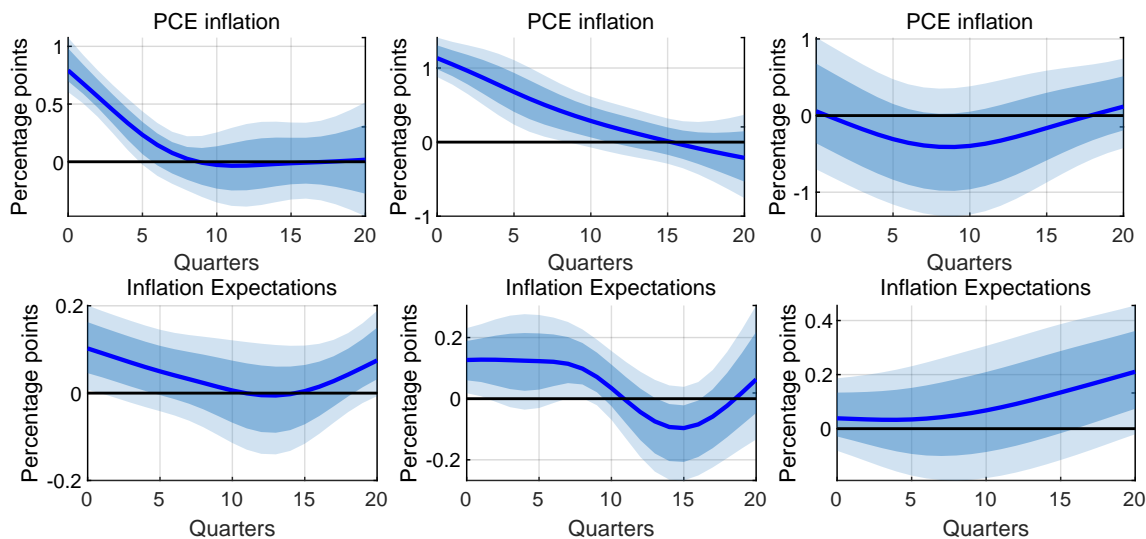 PCE inflation
Percentage points
1
0.5
0
0 5 10 15 20
Quarters
PCE inflation
Percentage points
1
0
-1
0 5 10 15 20
Quarters
PCE inflation
Percentage points
1
0
-1
0 5 10 15 20
Quarters
Inflation Expectations
Percentage points
0.2
0
-0.2
0 5 10 15 20
Quarters
Inflation Expectations
Percentage points
0.2
0
-0.2
0 5 10 15 20
Quarters
Inflation Expectations
Percentage points
0.4
0.2
0
0 5 10 15 20
Quarters